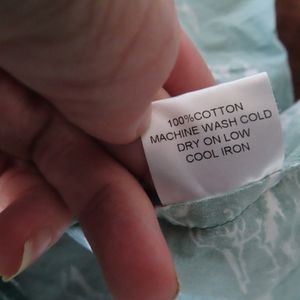 100%COTTON
MACHINE WASH COLD
DRY ON LOW
COOL IRON